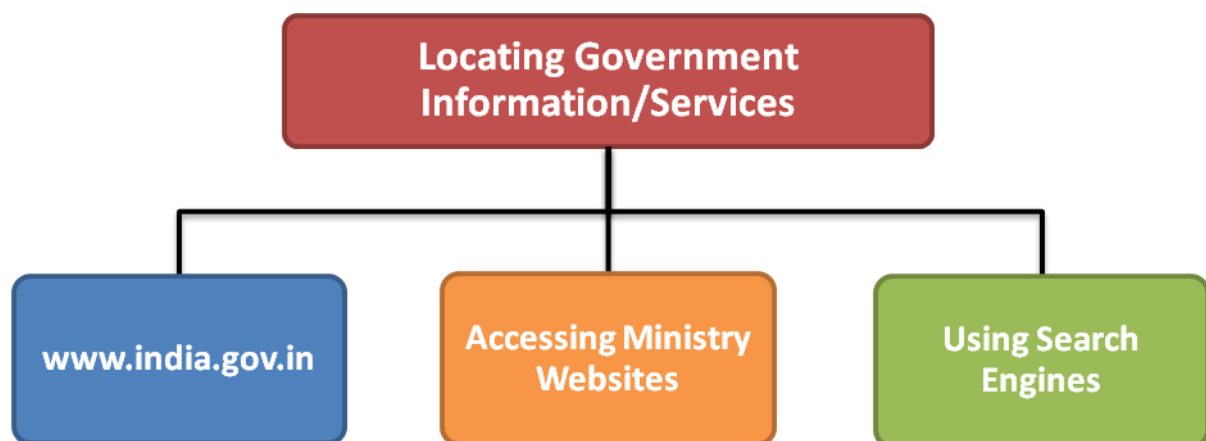 Locating Government
Information/Services
www.india.gov.in
Accessing Ministry
Websites
Using Search
Engines